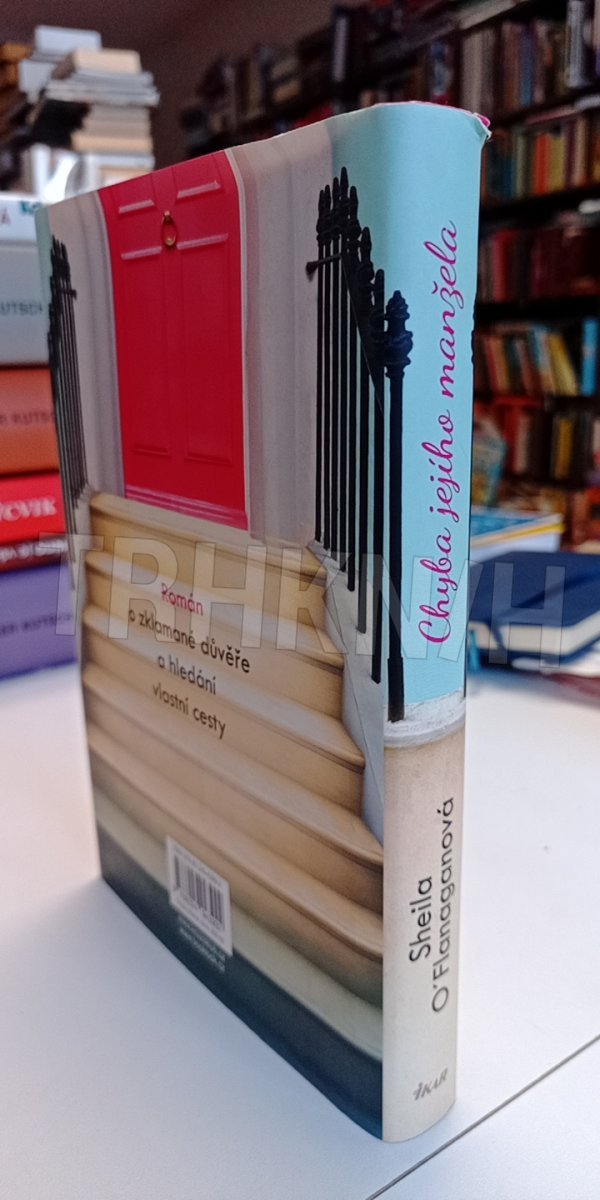 Román
o zklamané důvěře
a hledání
vlastní cesty
Chyba jejího manžela
Sheila
O'Flanaganová
IKAR
TRHKNIH